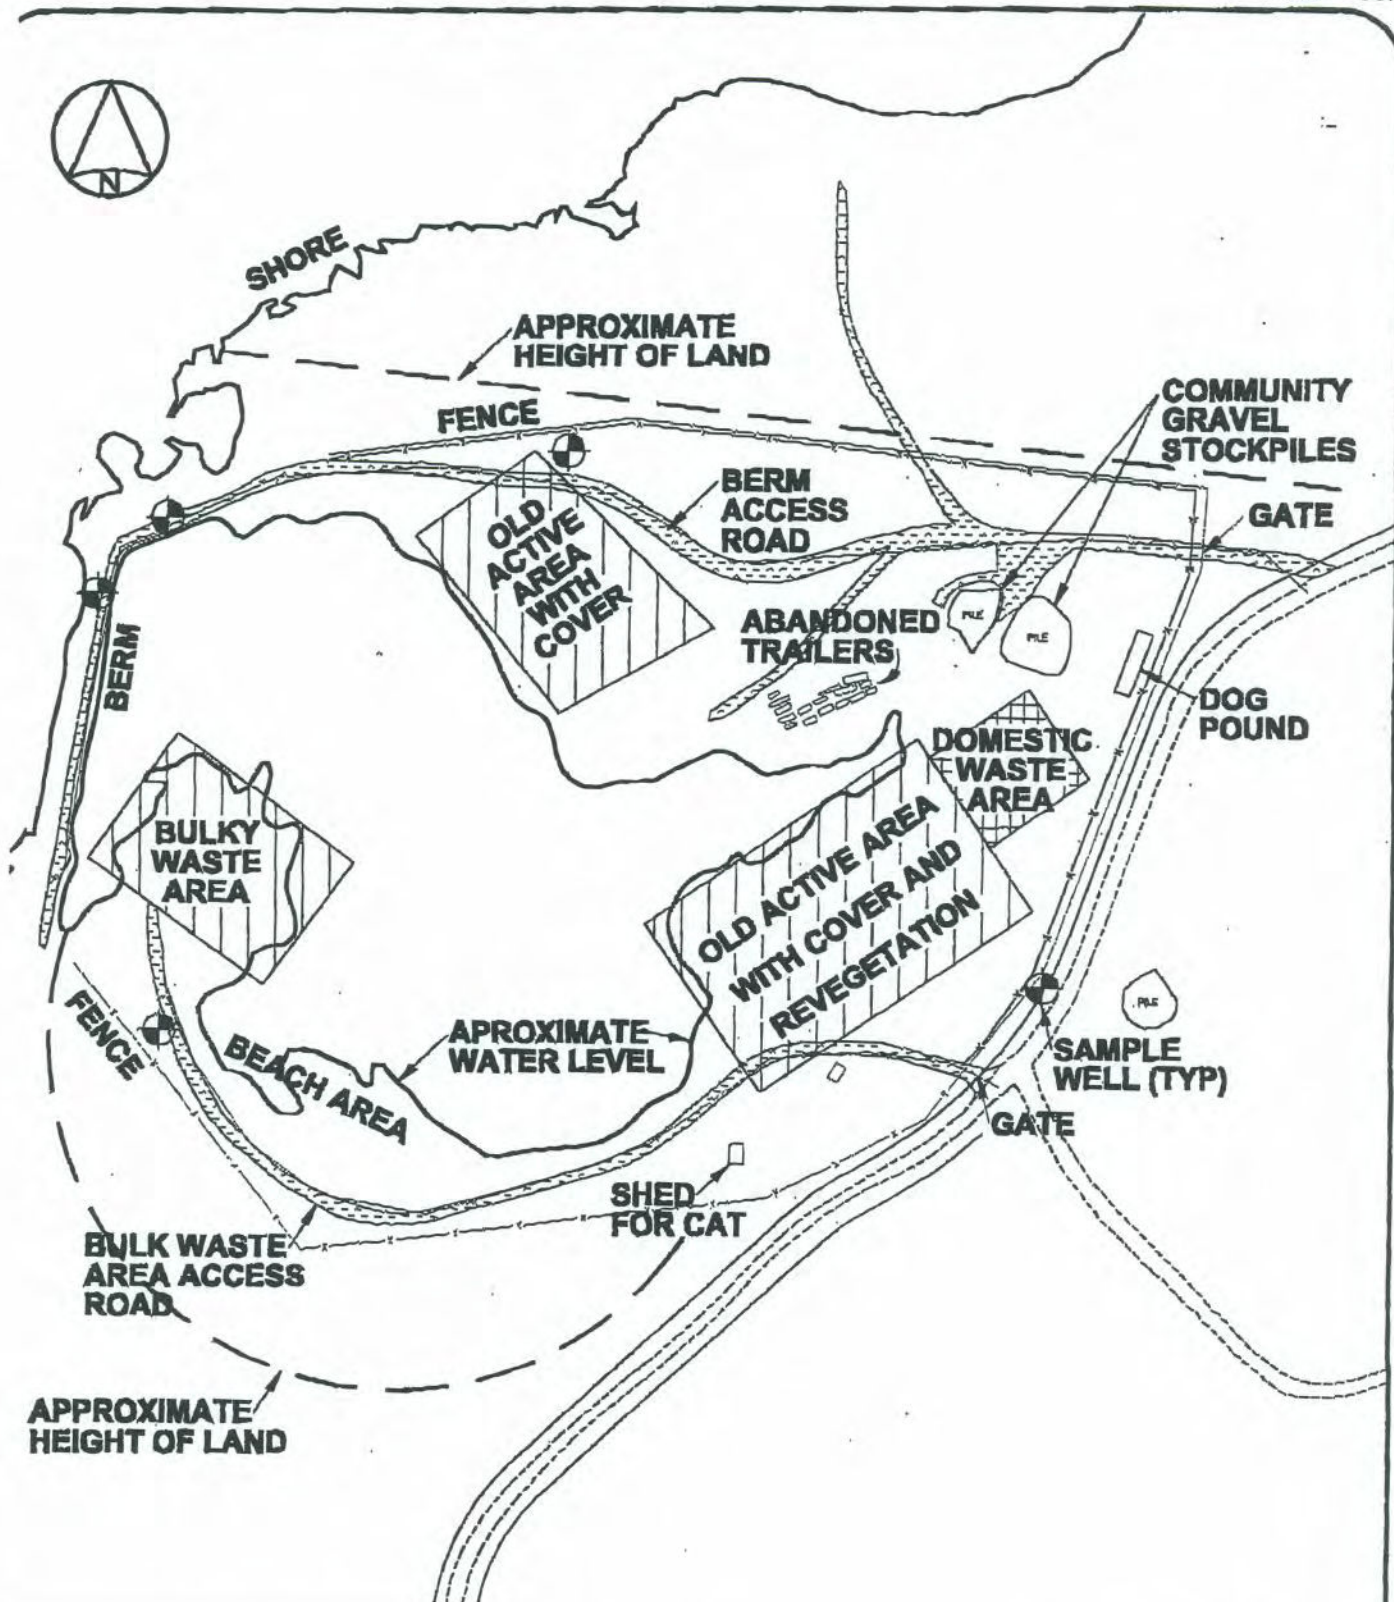 N
SHORE
APPROXIMATE
HEIGHT OF LAND
FENCE
COMMUNITY
GRAVEL
STOCKPILES
BERM
ACCESS
ROAD
GATE
OLD
ACTIVE
AREA
WITH
COVER
ABANDONED
TRAILERS
PILE
PILE
BERM
DOG
POUND
DOMESTIC
WASTE
AREA
BULKY
WASTE
AREA
OLD ACTIVE AREA
WITH COVER AND
REVEGETATION
FENCE
BEACH AREA
APROXIMATE
WATER LEVEL
PILE
SAMPLE
WELL (TYP)
GATE
SHED
FOR CAT
BULK WASTE
AREA ACCESS
ROAD
APPROXIMATE
HEIGHT OF LAND